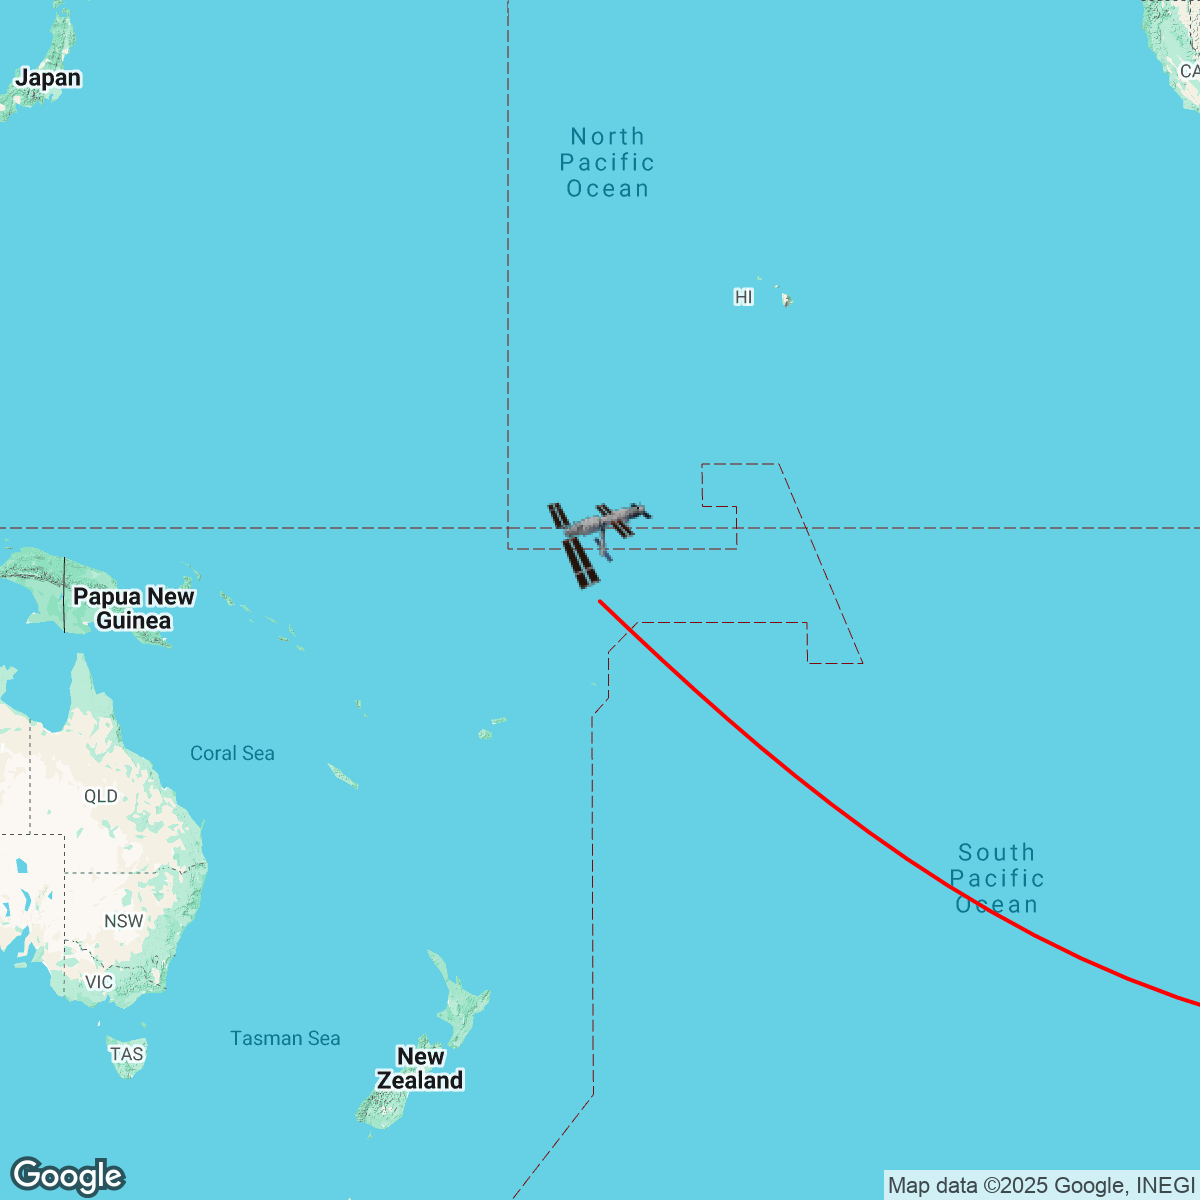 Japan
CA
North
Pacific
Ocean
HI
Papua New
Guinea
Coral Sea
QLD
South
Pacific
Ocean
NSW
VIC
Tasman Sea
TAS
New
Zealand
Google
Map data ©2025 Google, INEGI